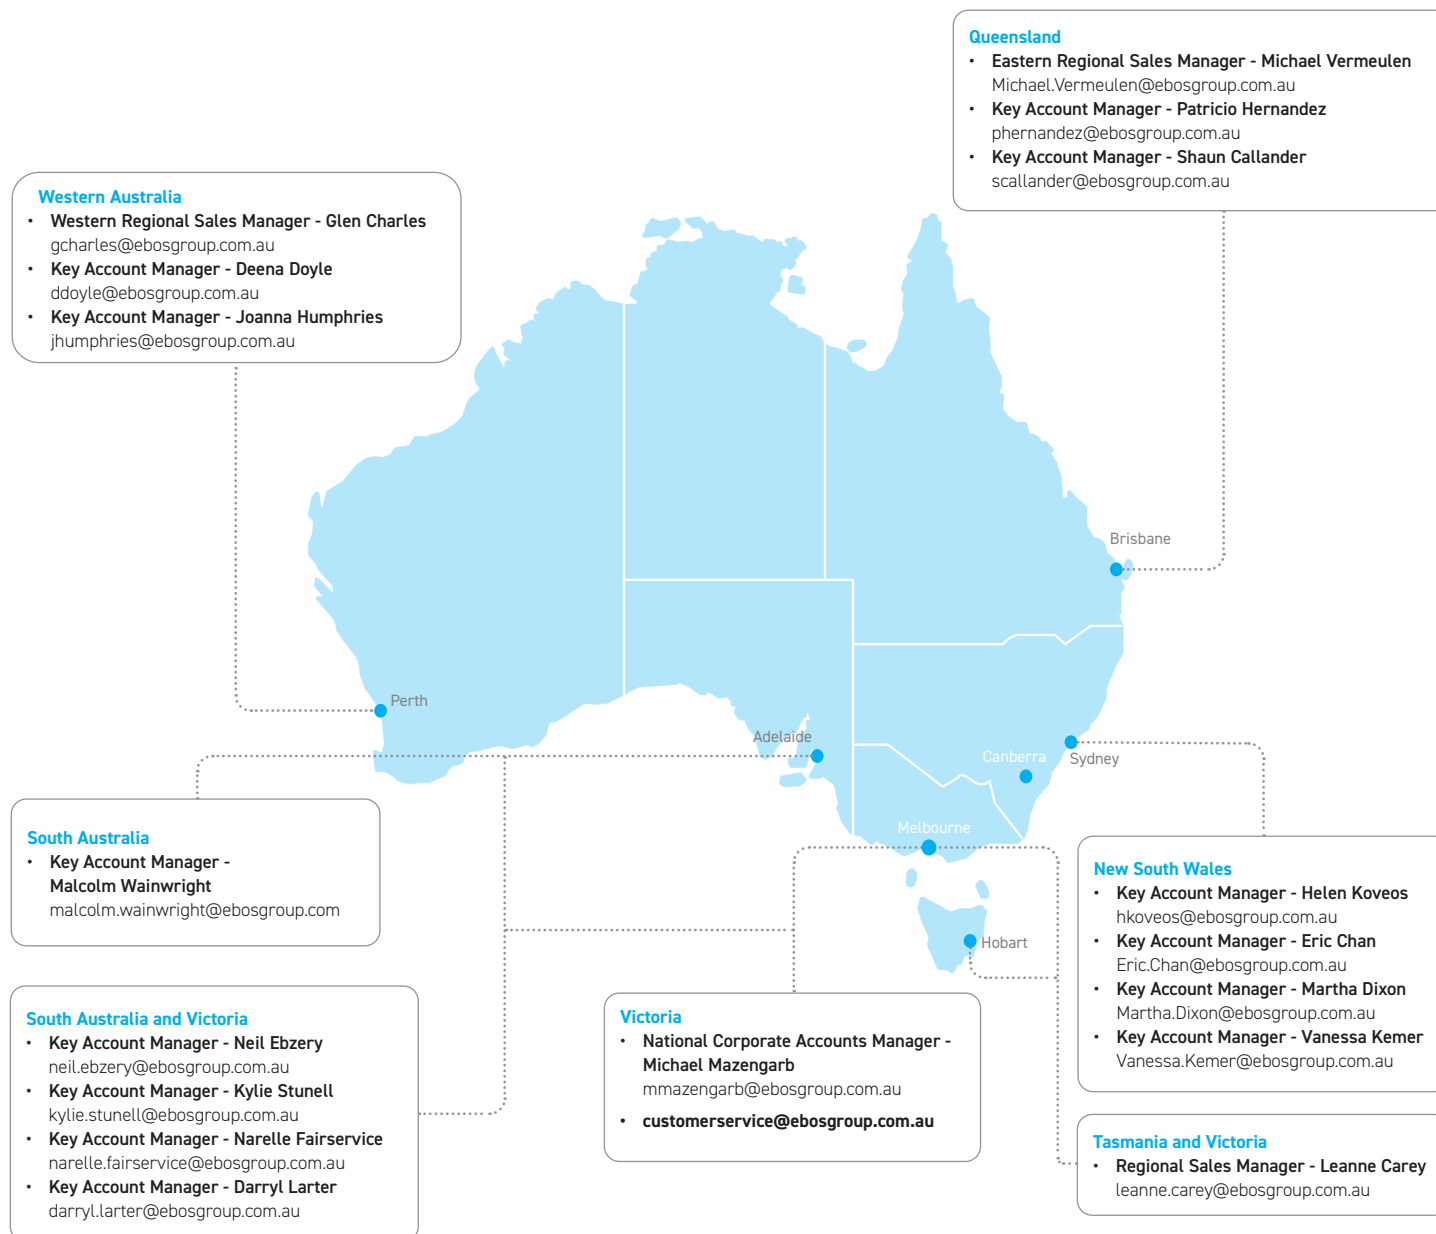 Queensland
• Eastern Regional Sales Manager - Michael Vermeulen
Michael.Vermeulen@ebosgroup.com.au
• Key Account Manager - Patricio Hernandez
phernandez@ebosgroup.com.au
• Key Account Manager - Shaun Callander
scallander@ebosgroup.com.au
Western Australia
• Western Regional Sales Manager - Glen Charles
gcharles@ebosgroup.com.au
• Key Account Manager - Deena Doyle
ddoyle@ebosgroup.com.au
• Key Account Manager - Joanna Humphries
jhumphries@ebosgroup.com.au
Brisbane
Perth
Adelaide
Canberra
Sydney
Melbourne
Hobart
South Australia
• Key Account Manager -
Malcolm Wainwright
malcolm.wainwright@ebosgroup.com
New South Wales
• Key Account Manager - Helen Koveos
hkoveos@ebosgroup.com.au
• Key Account Manager - Eric Chan
Eric.Chan@ebosgroup.com.au
• Key Account Manager - Martha Dixon
Martha.Dixon@ebosgroup.com.au
• Key Account Manager - Vanessa Kemer
Vanessa.Kemer@ebosgroup.com.au
South Australia and Victoria
• Key Account Manager - Neil Ebzery
neil.ebzery@ebosgroup.com.au
• Key Account Manager - Kylie Stunell
kylie.stunell@ebosgroup.com.au
• Key Account Manager - Narelle Fairservice
narelle.fairservice@ebosgroup.com.au
• Key Account Manager - Darryl Larter
darryl.larter@ebosgroup.com.au
Victoria
• National Corporate Accounts Manager -
Michael Mazengarb
mmazengarb@ebosgroup.com.au
• customerservice@ebosgroup.com.au
Tasmania and Victoria
• Regional Sales Manager - Leanne Carey
leanne.carey@ebosgroup.com.au